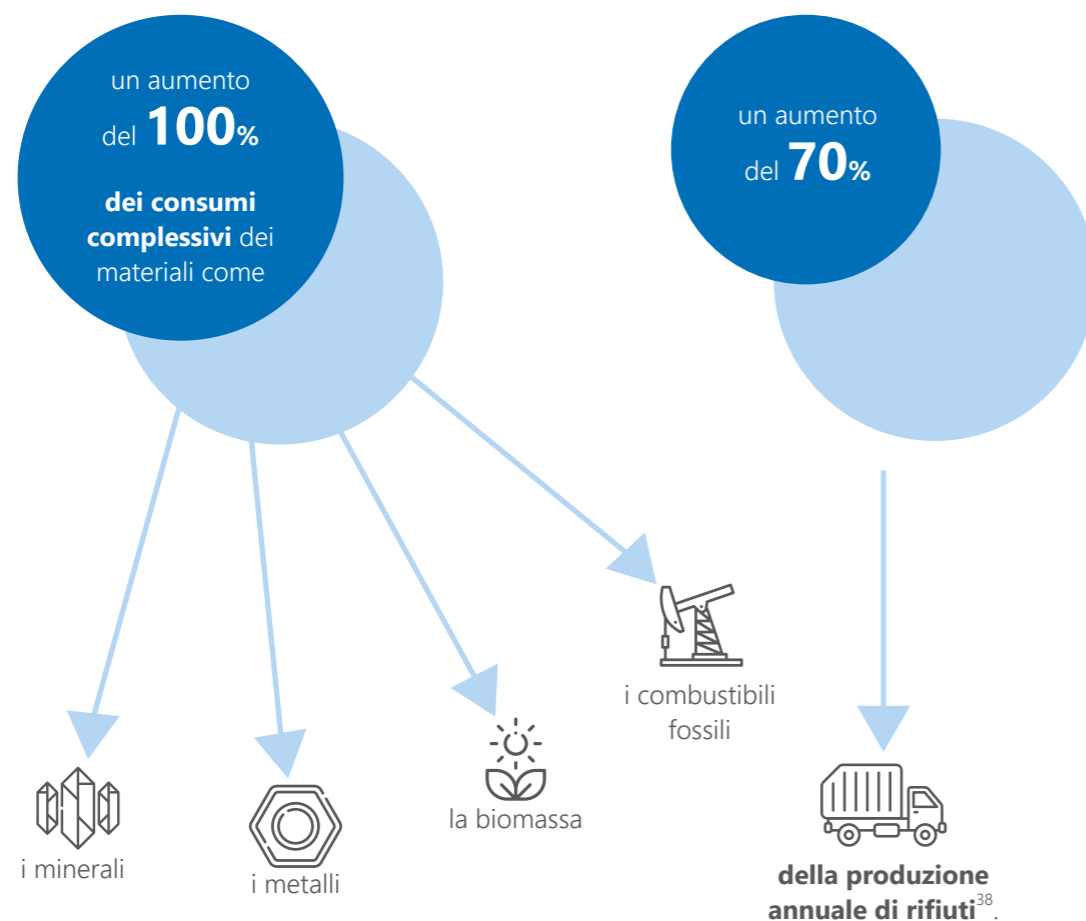 un aumento
del 100%
dei consumi
complessivi dei
materiali come
i minerali
i metalli
la biomassa
i combustibili
fossili
un aumento
del 70%
della produzione
annuale di rifiuti³⁸.